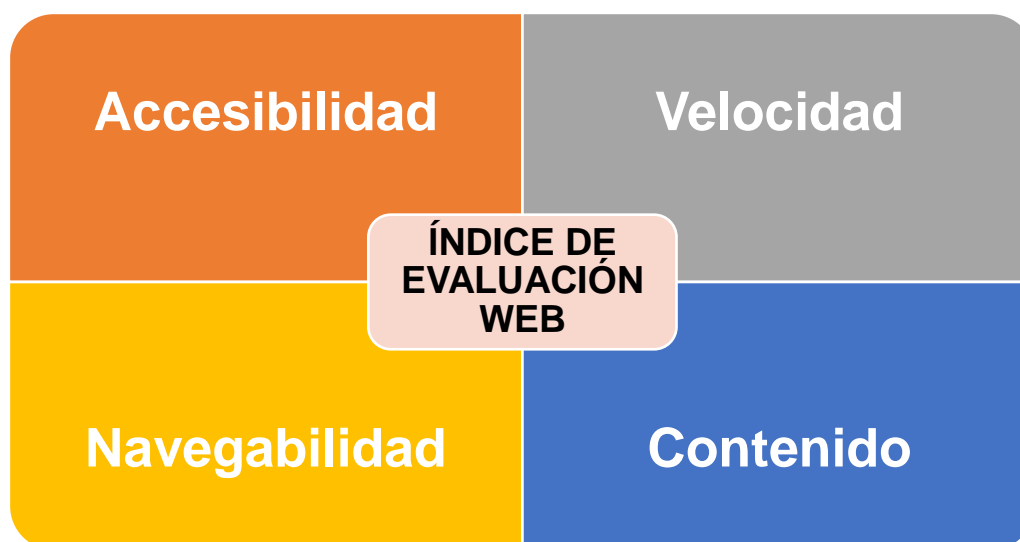 Accesibilidad
Velocidad
ÍNDICE DE
EVALUACIÓN
WEB
Navegabilidad
Contenido